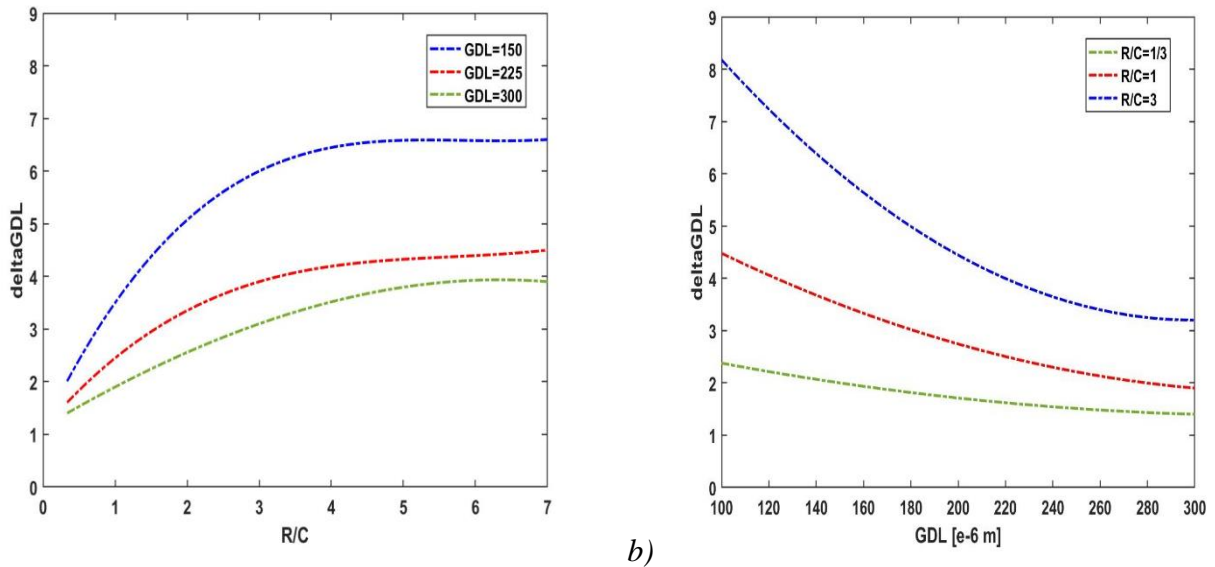 9
8
7
6
5
4
3
2
1
0
deltaGDL
GDL=150
GDL=225
GDL=300
0 1 2 3 4 5 6 7
R/C
b)
9
8
7
6
5
4
3
2
1
0
deltaGDL
R/C=1/3
R/C=1
R/C=3
100 120 140 160 180 200 220 240 260 280 300
GDL [e-6 m]